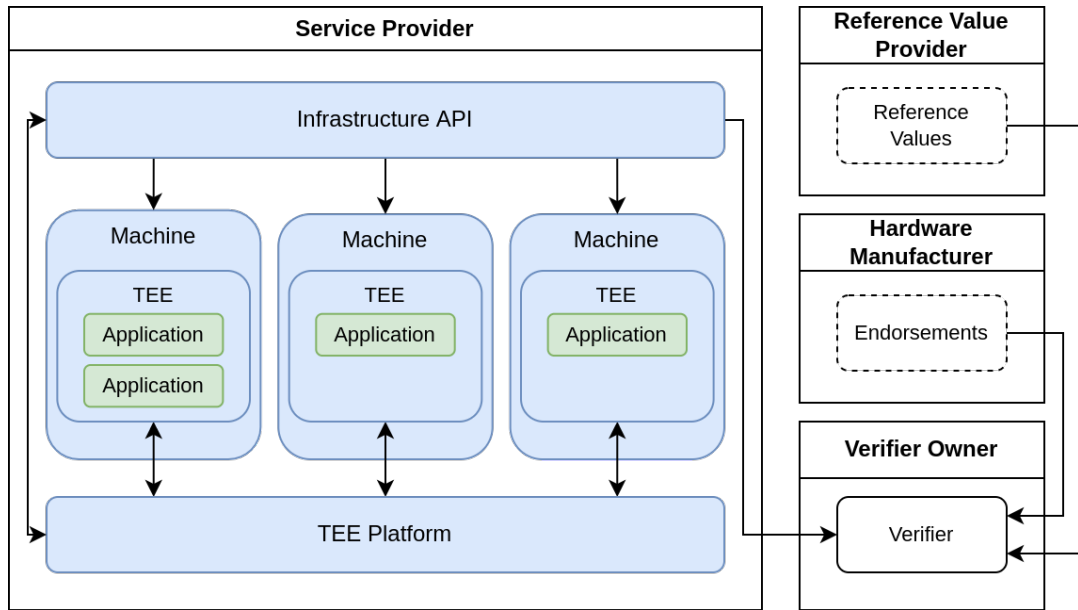 Service Provider
Infrastructure API
Machine
TEE
Application
Application
Machine
TEE
Application
Machine
TEE
Application
TEE Platform
Reference Value
Provider
Reference
Values
Hardware
Manufacturer
Endorsements
Verifier Owner
Verifier